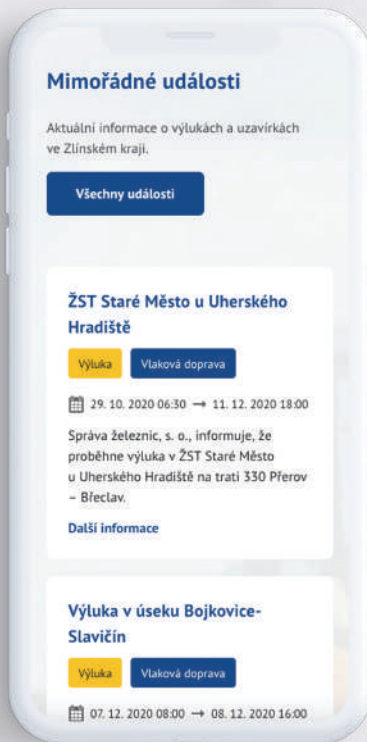 Mimořádné události
Aktuální informace o výlukách a uzavírkách
ve Zlínském kraji.
Všechny události
ŽST Staré Město u Uherského
Hradiště
Výluka
Vlaková doprava
29. 10. 2020 06:30 → 11. 12. 2020 18:00
Správa železnic, s. o., informuje, že
proběhne výluka v ŽST Staré Město
u Uherského Hradiště na trati 330 Přerov
– Břeclav.
Další informace
Výluka v úseku Bojkovice-
Slavičín
Výluka
Vlaková doprava
07. 12. 2020 08:00 → 08. 12. 2020 16:00